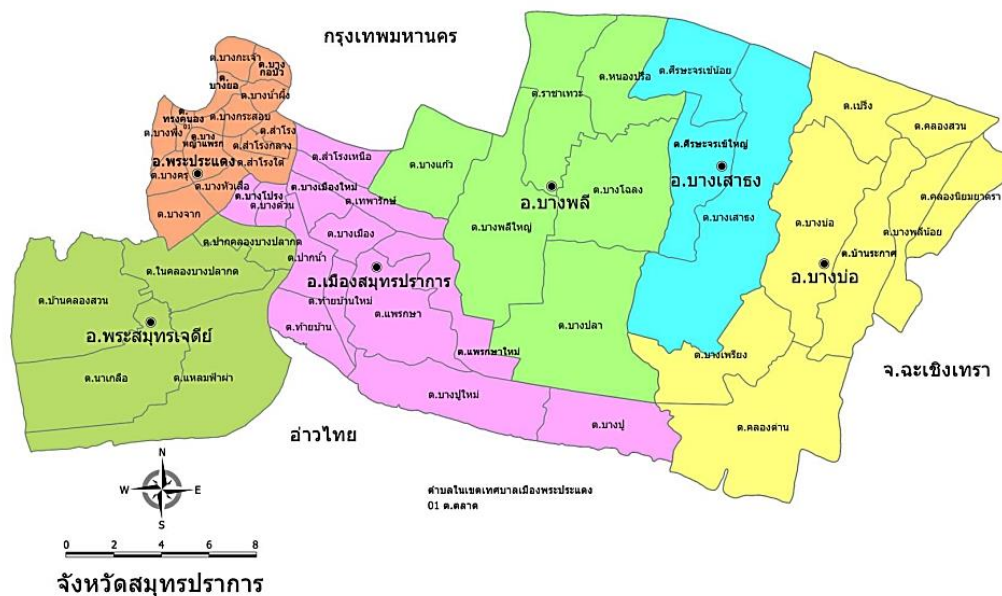 กรุงเทพมหานคร
ต.บางกะเจ้า
ต.บาง
กอบัว
ต.
บางยอ
ต.บางน้ำผึ้ง
ต.
ทรงคนอง
01
ต.บางกระสอบ
ต.บางพึ่ง
ต.บาง
หญ้าแพรก
ต.สำโรง
ต.สำโรงกลาง
ต.สำโรงใต้
อ.พระประแดง
ต.บางครุ
ต.บางหัวเสือ
ต.บางจาก
ต.สำโรงเหนือ
ต.บางเมืองใหม่
ต.เทพารักษ์
ต.บางโปรง
ต.บางด้วน
ต.บางเมือง
ต.ปากน้ำ
อ.เมืองสมุทรปราการ
ต.ท้ายบ้านใหม่
ต.ท้ายบ้าน
ต.แพรกษา
ต.แพรกษาใหม่
ต.บางปูใหม่
ต.บางปู
ต.ปากคลองบางปลากด
ต.ในคลองบางปลากด
ต.บ้านคลองสวน
อ.พระสมุทรเจดีย์
ต.นาเกลือ
ต.แหลมฟ้าผ่า
ต.หนองปรือ
ต.ราชาเทวะ
ต.บางแก้ว
อ.บางพลี
ต.บางโฉลง
ต.บางพลีใหญ่
ต.บางปลา
ต.ศีรษะจรเข้น้อย
ต.ศีรษะจรเข้ใหญ่
อ.บางเสาธง
ต.บางเสาธง
ต.เปร็ง
ต.คลองสวน
ต.คลองนิยมยาตรา
ต.บางบ่อ
ต.บางพลีน้อย
ต.บ้านระกาศ
อ.บางบ่อ
ต.บางเพรียง
ต.คลองด่าน
จ.ฉะเชิงเทรา
อ่าวไทย
N
W E
S
0 2 4 6 8
จังหวัดสมุทรปราการ
ตำบลในเขตเทศบาลเมืองพระประแดง
01 ต.ตลาด